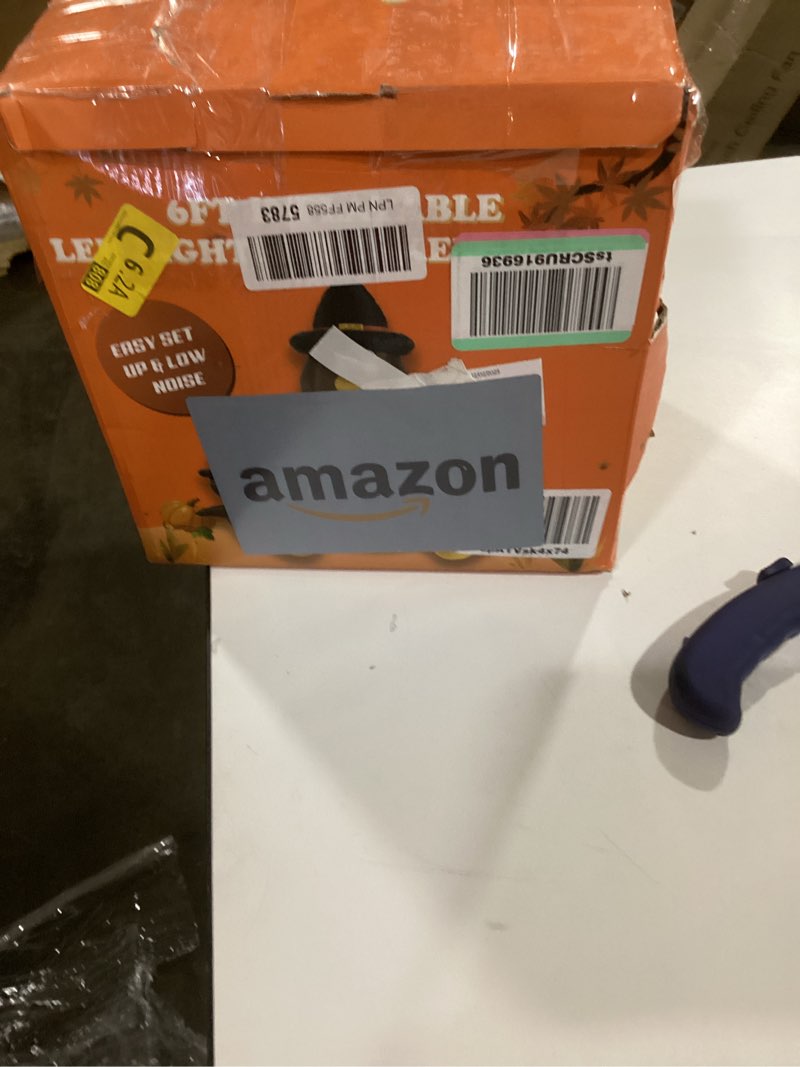 6FT
ABLE
LE
GHT
LPN PM FF558 5783
tsSCRU916936
C 6.2A
808
EASY SET
UP & LOW
NOISE
amazon